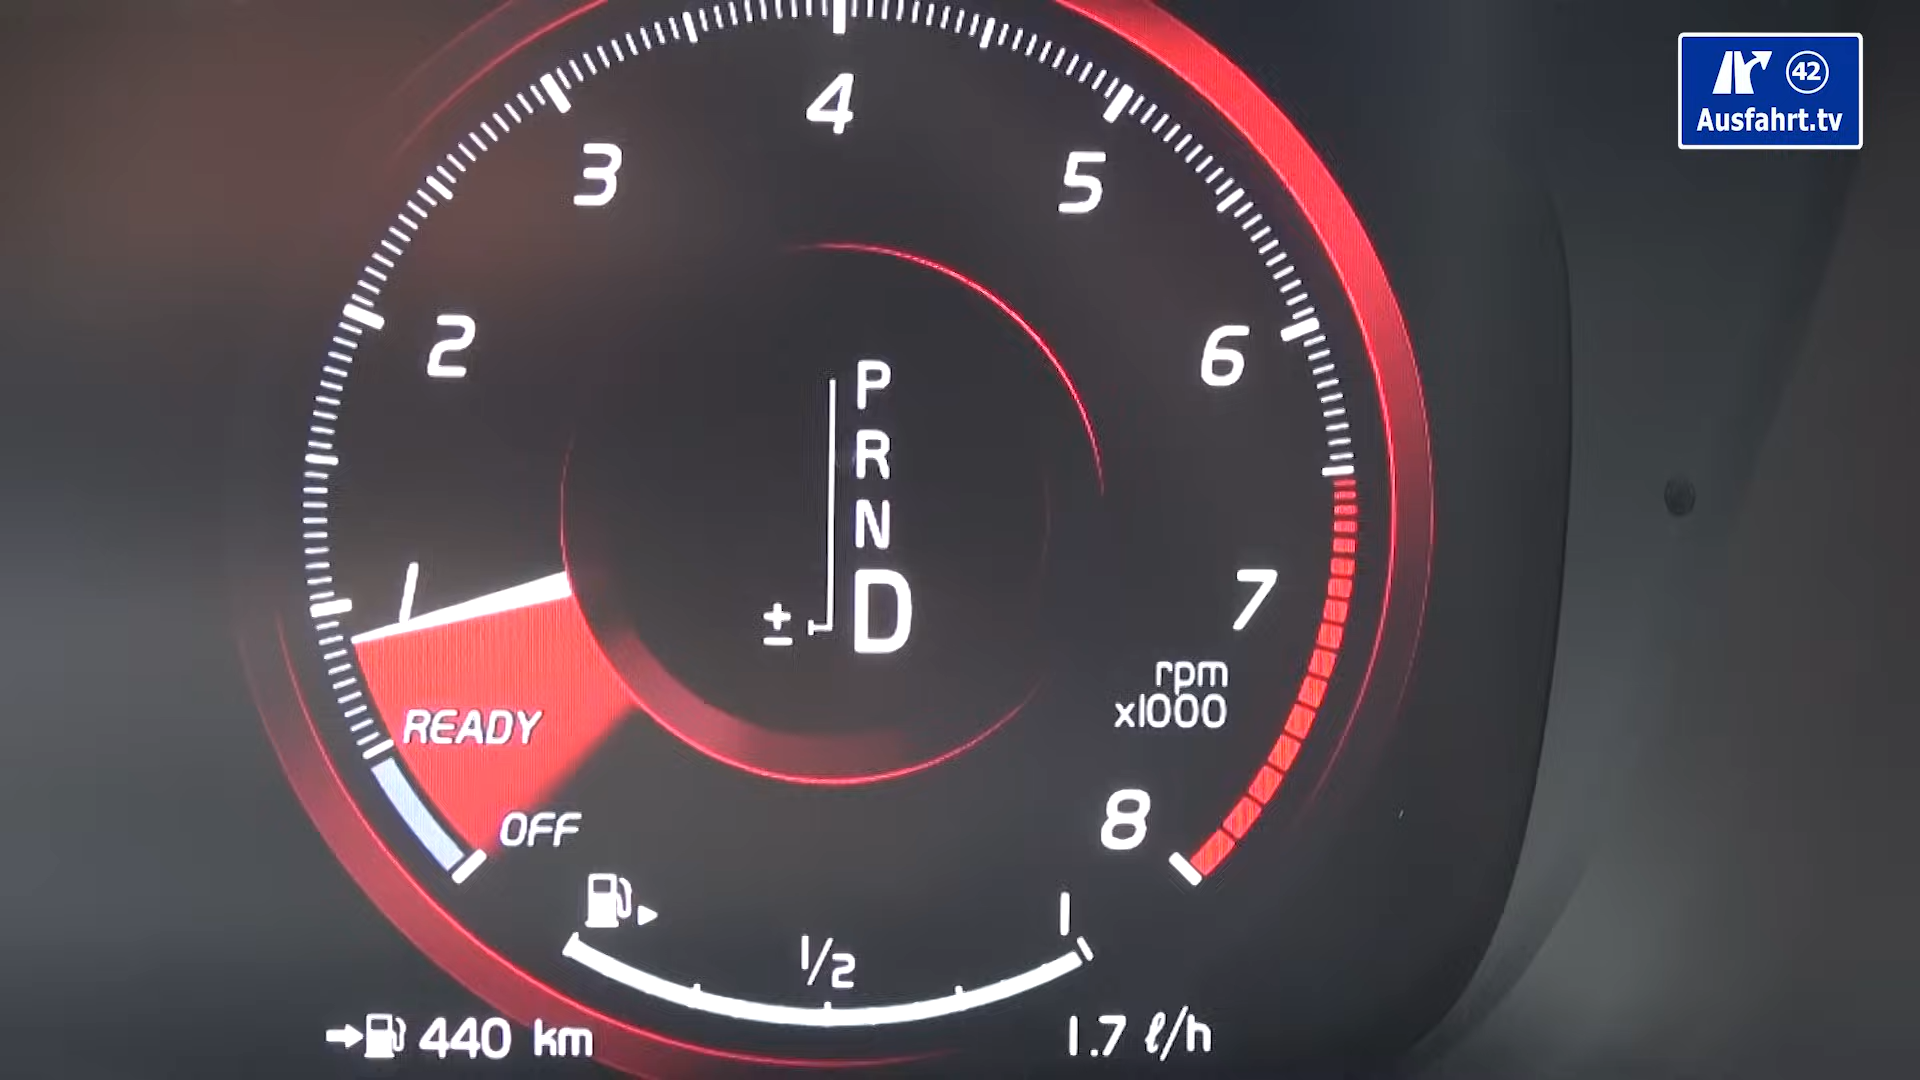 42
Ausfahrt.tv
4
3
5
2
6
P
R
N
± D
1
7
rpm
x1000
READY
8
OFF
1
1/2
440 km
1.7 ℓ/h